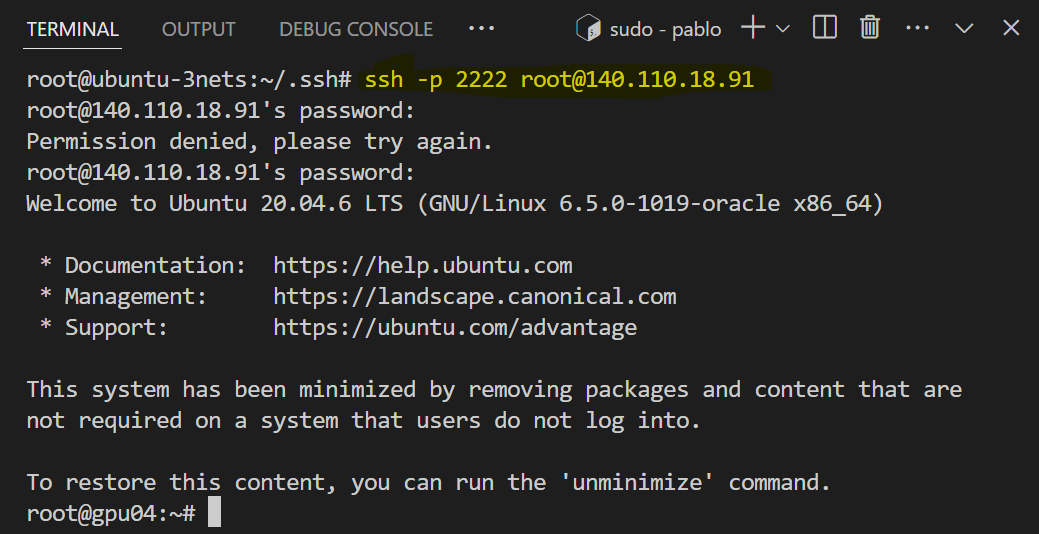 TERMINAL OUTPUT DEBUG CONSOLE ··· sudo - pablo ···
root@ubuntu-3nets:~/.ssh# ssh -p 2222 root@140.110.18.91
root@140.110.18.91's password:
Permission denied, please try again.
root@140.110.18.91's password:
Welcome to Ubuntu 20.04.6 LTS (GNU/Linux 6.5.0-1019-oracle x86_64)
* Documentation: https://help.ubuntu.com
* Management: https://landscape.canonical.com
* Support: https://ubuntu.com/advantage
This system has been minimized by removing packages and content that are
not required on a system that users do not log into.
To restore this content, you can run the 'unminimize' command.
root@gpu04:~#